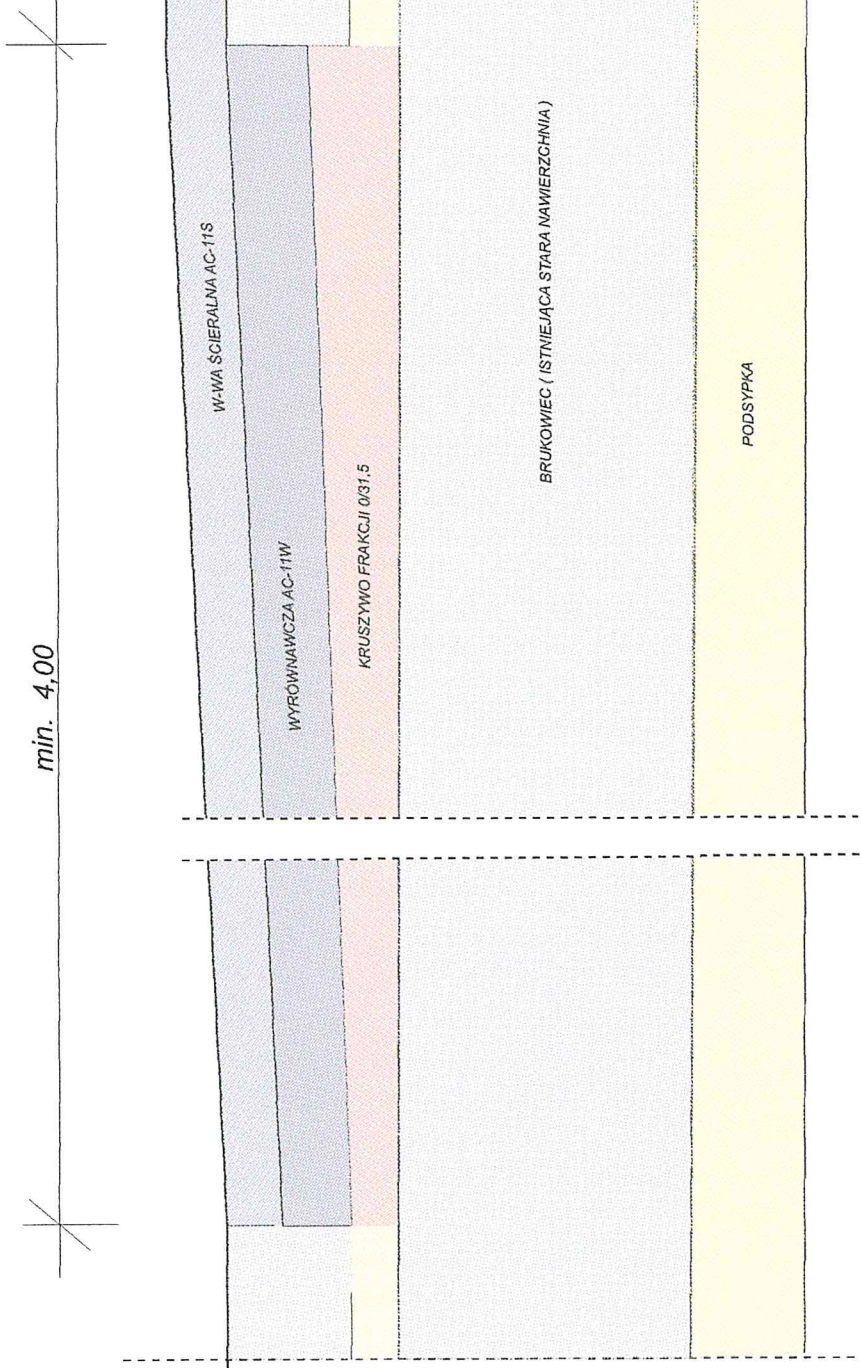 min. 4,00
W-WA ŚCIERALNA AC-11S
WYRÓWNAWCZA AC-11W
KRUSZYWO FRAKCJI 0/31,5
BRUKOWIEC ( ISTNIEJĄCA STARA NAWIERZCHNIA )
PODSYPKA